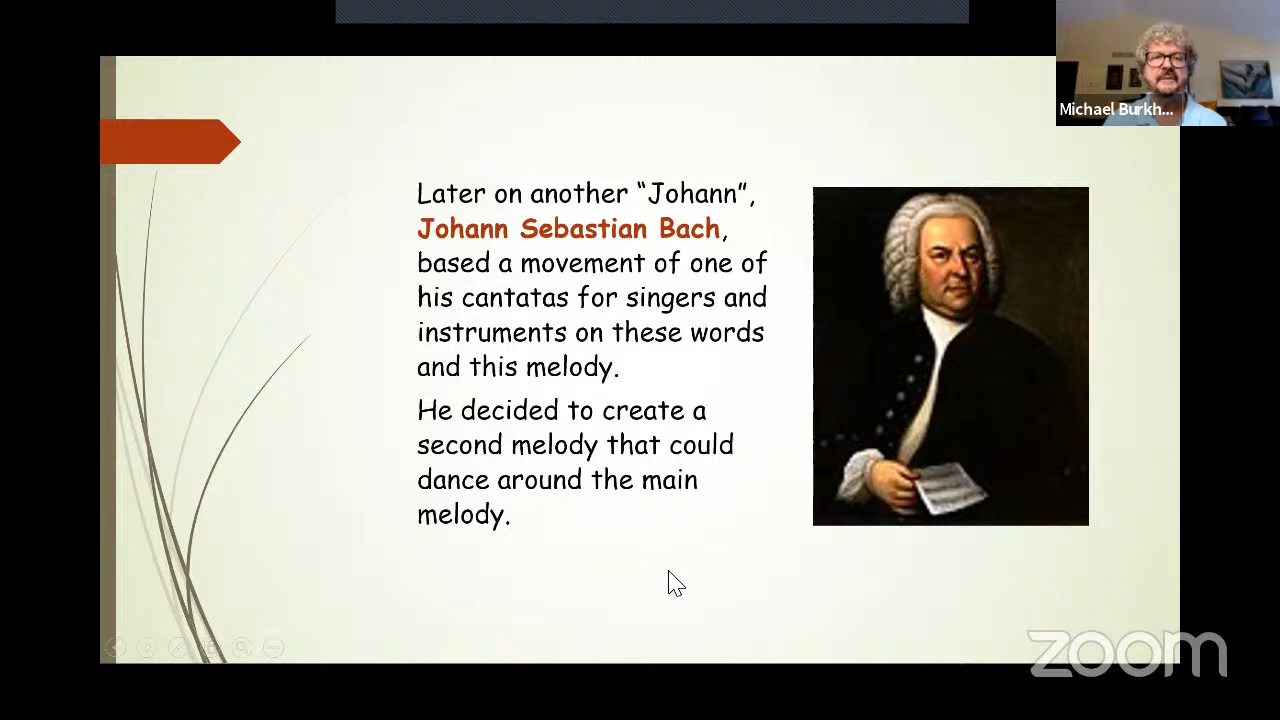 Michael Burkh...
Later on another “Johann”,
Johann Sebastian Bach,
based a movement of one of
his cantatas for singers and
instruments on these words
and this melody.
He decided to create a
second melody that could
dance around the main
melody.
zoom